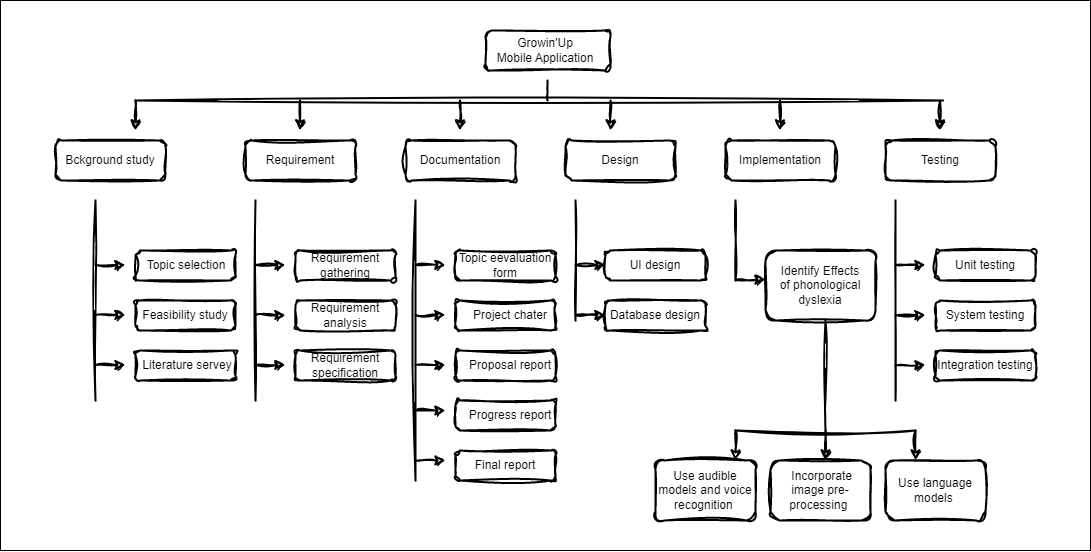 Growin'Up
Mobile Application
Bckground study
Requirement
Documentation
Design
Implementation
Testing
Topic selection
Feasibility study
Literature servey
Requirement
gathering
Requirement
analysis
Requirement
specification
Topic eevaluation
form
Project chater
Proposal report
Progress report
Final report
UI design
Database design
Identify Effects
of phonological
dyslexia
Use audible
models and voice
recognition
Incorporate
image pre-
processing
Use language
models
Unit testing
System testing
Integration testing